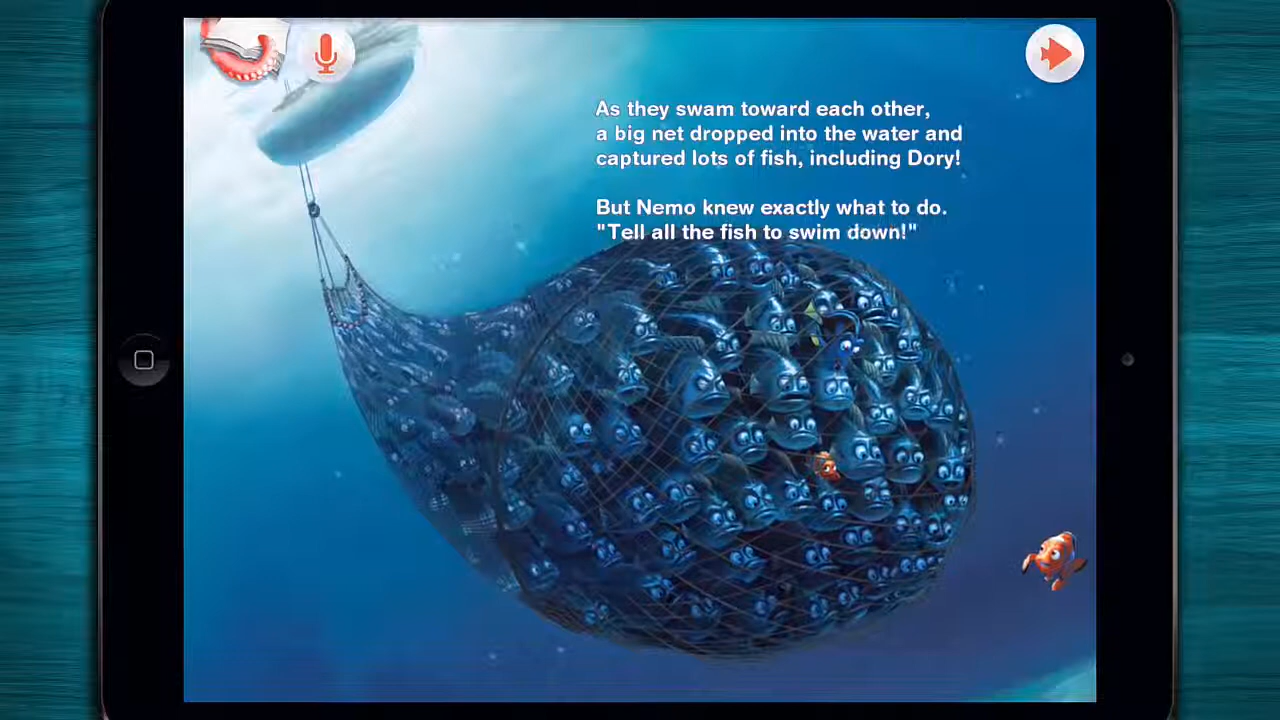 As they swam toward each other,
a big net dropped into the water and
captured lots of fish, including Dory!
But Nemo knew exactly what to do.
"Tell all the fish to swim down!"